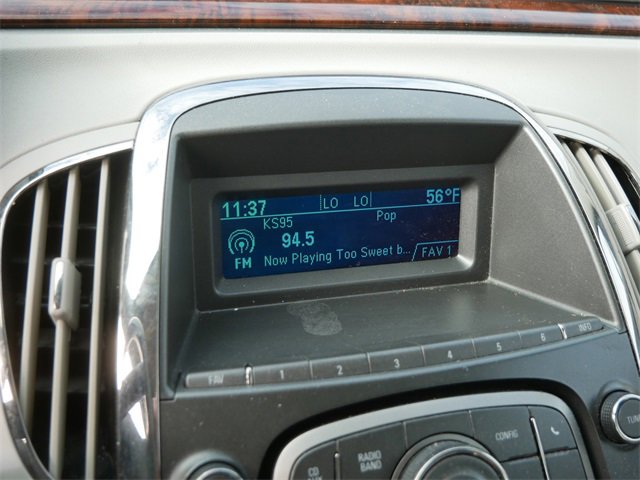 11:37 LO LO 56°F
KS95 Pop
94.5
FM Now Playing Too Sweet b... FAV 1
FAV 1 2 3 4 5 6 INFO
CD RADIO BAND CONFIG TUNE